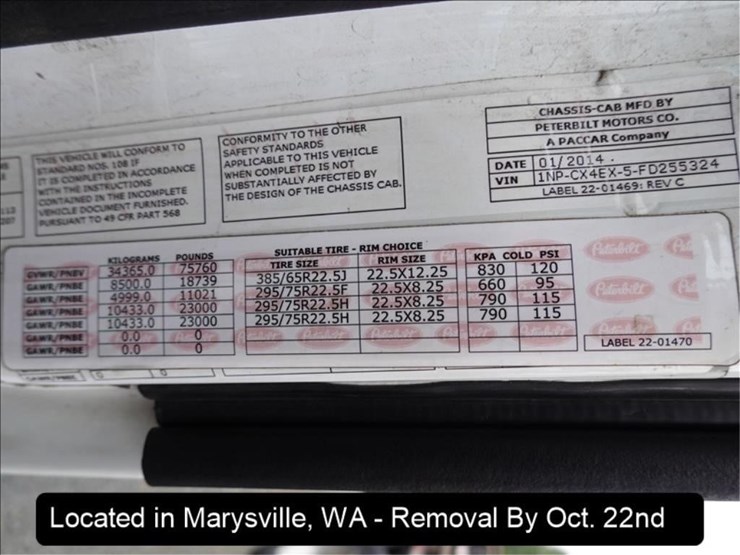 THIS VEHICLE WILL CONFORM TO
STANDARD NOS. 108 IF
IT IS COMPLETED IN ACCORDANCE
WITH THE INSTRUCTIONS
CONTAINED IN THE INCOMPLETE
VEHICLE DOCUMENT FURNISHED.
PURSUANT TO 49 CFR PART 568
CONFORMITY TO THE OTHER
SAFETY STANDARDS
APPLICABLE TO THIS VEHICLE
WHEN COMPLETED IS NOT
SUBSTANTIALLY AFFECTED BY
THE DESIGN OF THE CHASSIS CAB.
CHASSIS-CAB MFD BY
PETERBILT MOTORS CO.
A PACCAR Company
DATE 01/2014
VIN 1NP-CX4EX-5-FD255324
LABEL 22-01469: REV C
SUITABLE TIRE - RIM CHOICE
KILOGRAMS POUNDS TIRE SIZE RIM SIZE KPA COLD PSI
GVWR/PNBV 34365.0 75760
GAWR/PNBE 8500.0 18739 385/65R22.5J 22.5X12.25 830 120
GAWR/PNBE 4999.0 11021 295/75R22.5F 22.5X8.25 660 95
GAWR/PNBE 10433.0 23000 295/75R22.5H 22.5X8.25 790 115
GAWR/PNBE 10433.0 23000 295/75R22.5H 22.5X8.25 790 115
GAWR/PNBE 0.0 0
GAWR/PNBE 0.0 0
Peterbilt
Peterbilt
LABEL 22-01470
Located in Marysville, WA - Removal By Oct. 22nd